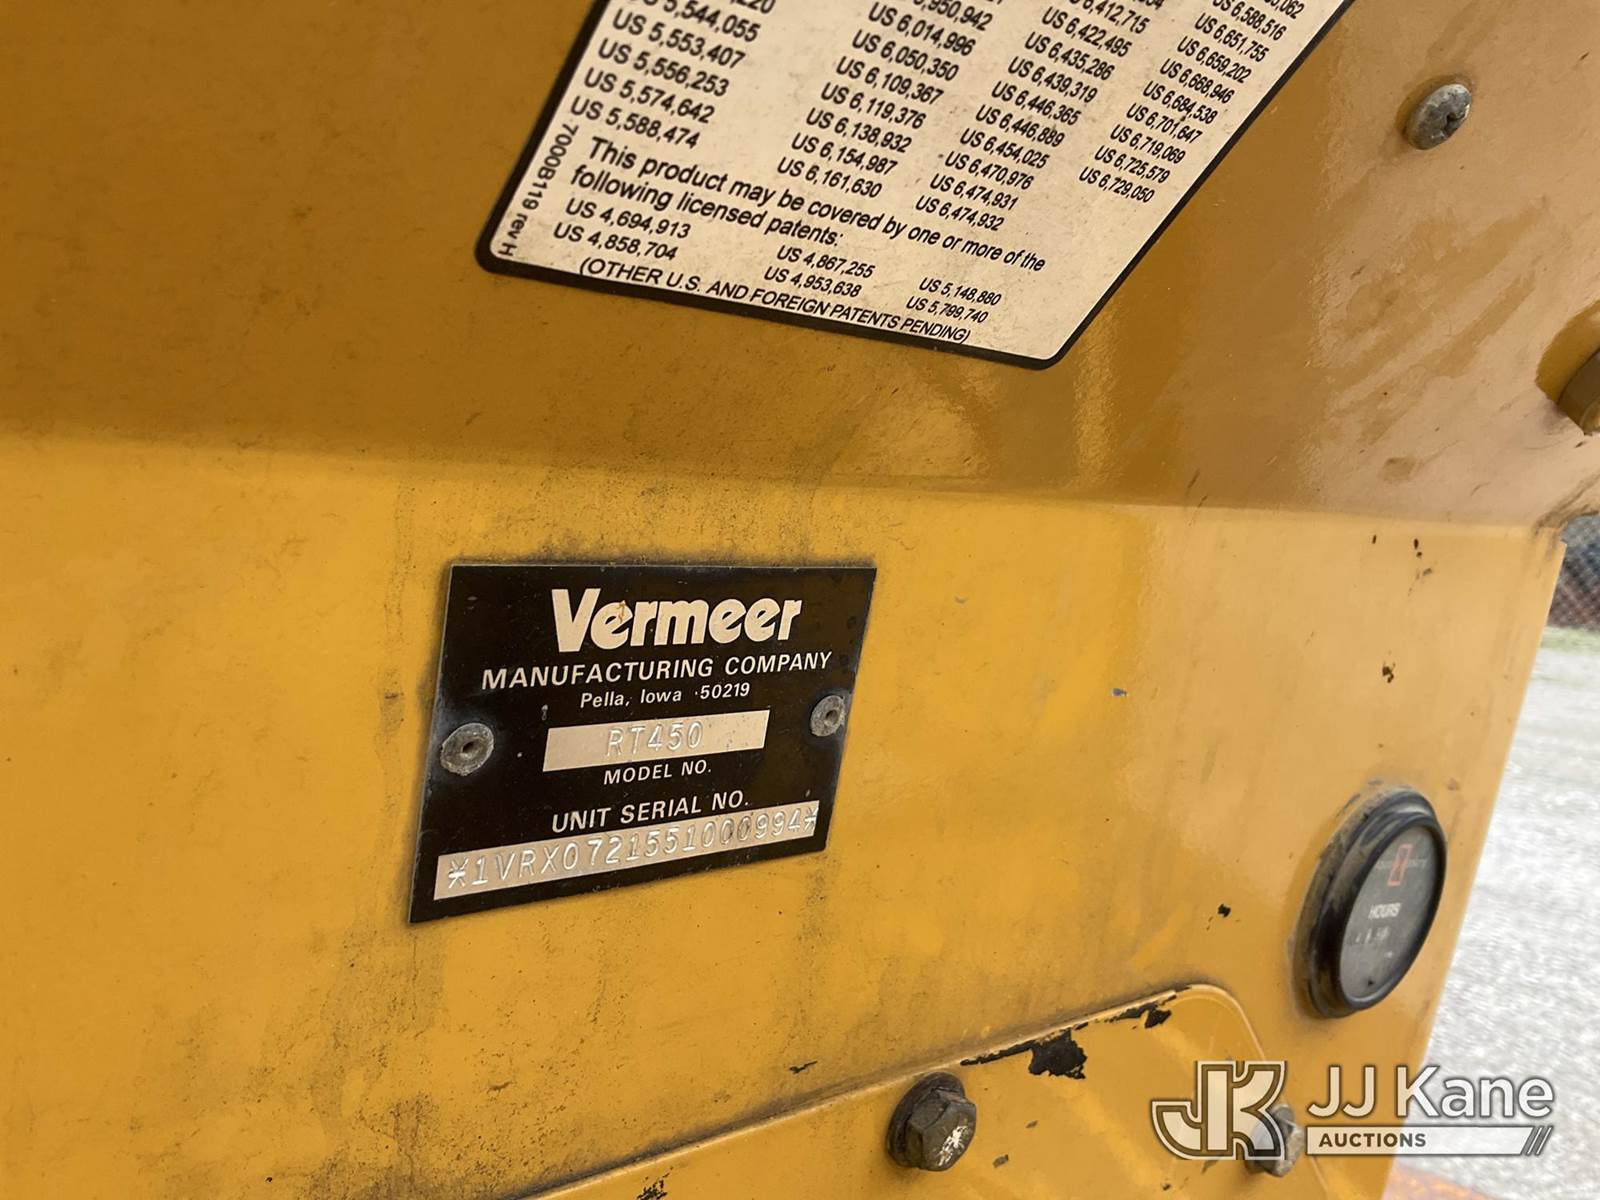 US 5,544,055
US 5,553,407
US 5,556,253
US 5,574,642
US 5,588,474
US 6,014,996
US 6,050,350
US 6,109,367
US 6,119,376
US 6,138,932
US 6,154,987
US 6,161,630
US 6,412,715
US 6,422,495
US 6,435,286
US 6,439,319
US 6,446,365
US 6,446,889
US 6,454,025
US 6,470,976
US 6,474,931
US 6,474,932
US 6,588,516
US 6,651,755
US 6,659,202
US 6,668,946
US 6,684,538
US 6,701,647
US 6,719,069
US 6,725,579
US 6,729,050
This product may be covered by one or more of the
following licensed patents:
US 4,694,913
US 4,858,704
US 4,867,255
US 4,953,638
US 5,148,880
US 5,799,740
(OTHER U.S. AND FOREIGN PATENTS PENDING)
7000B119 rev H
Vermeer
MANUFACTURING COMPANY
Pella, Iowa 50219
RT450
MODEL NO.
UNIT SERIAL NO.
*1VRX0721551000994*
HOURS
JJ Kane
AUCTIONS